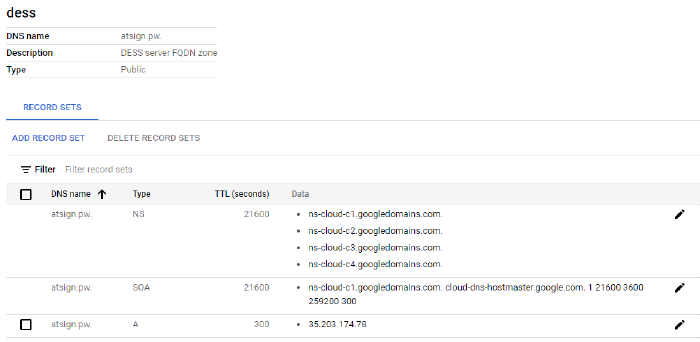 dess
DNS name atsign.pw.
Description DESS server FQDN zone
Type Public
RECORD SETS
ADD RECORD SET DELETE RECORD SETS
Filter Filter record sets
DNS name Type TTL (seconds) Data
atsign.pw. NS 21600 ns-cloud-c1.googledomains.com.
ns-cloud-c2.googledomains.com.
ns-cloud-c3.googledomains.com.
ns-cloud-c4.googledomains.com.
atsign.pw. SOA 21600 ns-cloud-c1.googledomains.com. cloud-dns-hostmaster.google.com. 1 21600 3600
259200 300
atsign.pw. A 300 35.203.174.78